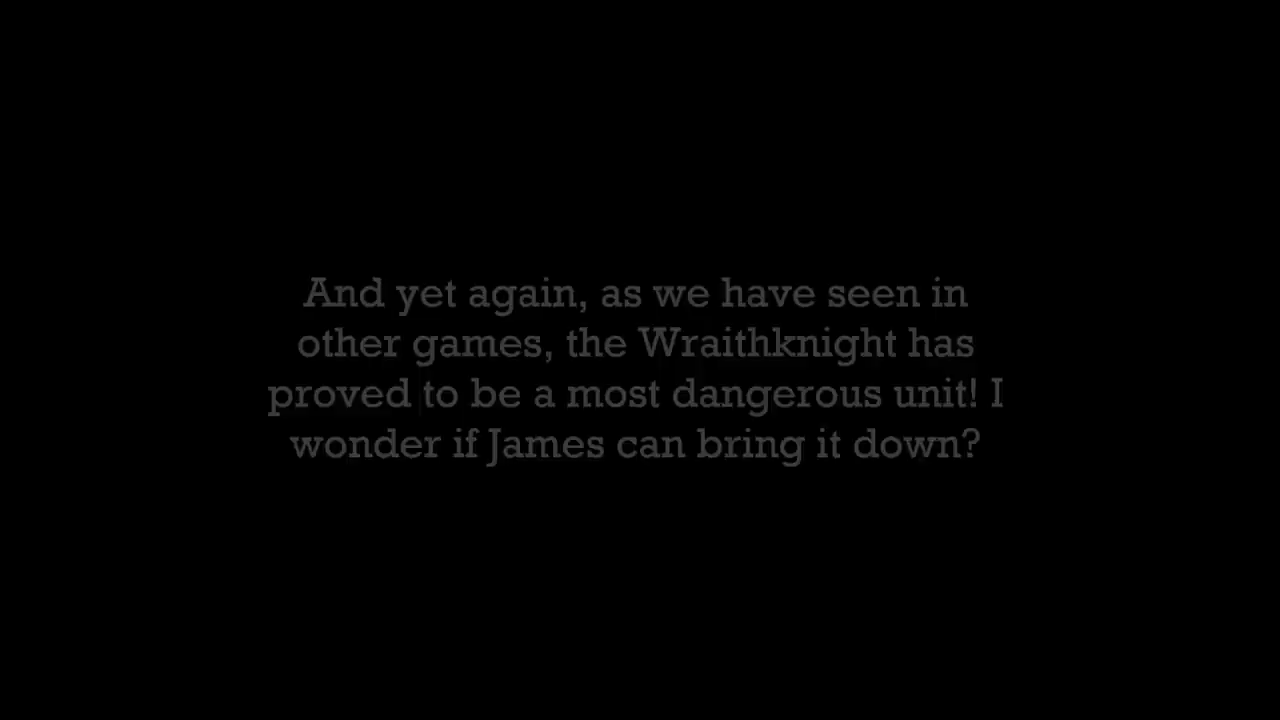 And yet again, as we have seen in
other games, the Wraithknight has
proved to be a most dangerous unit! I
wonder if James can bring it down?